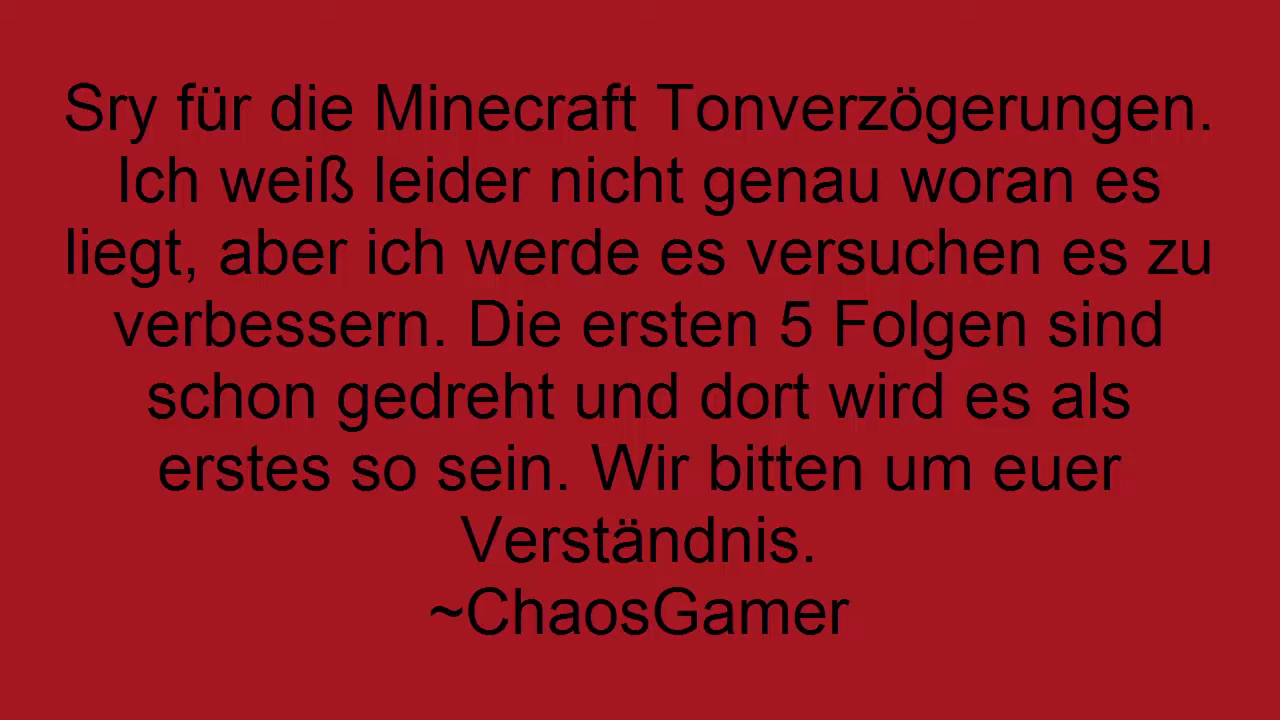 Sry für die Minecraft Tonverzögerungen.
Ich weiß leider nicht genau woran es
liegt, aber ich werde es versuchen es zu
verbessern. Die ersten 5 Folgen sind
schon gedreht und dort wird es als
erstes so sein. Wir bitten um euer
Verständnis.
~ChaosGamer